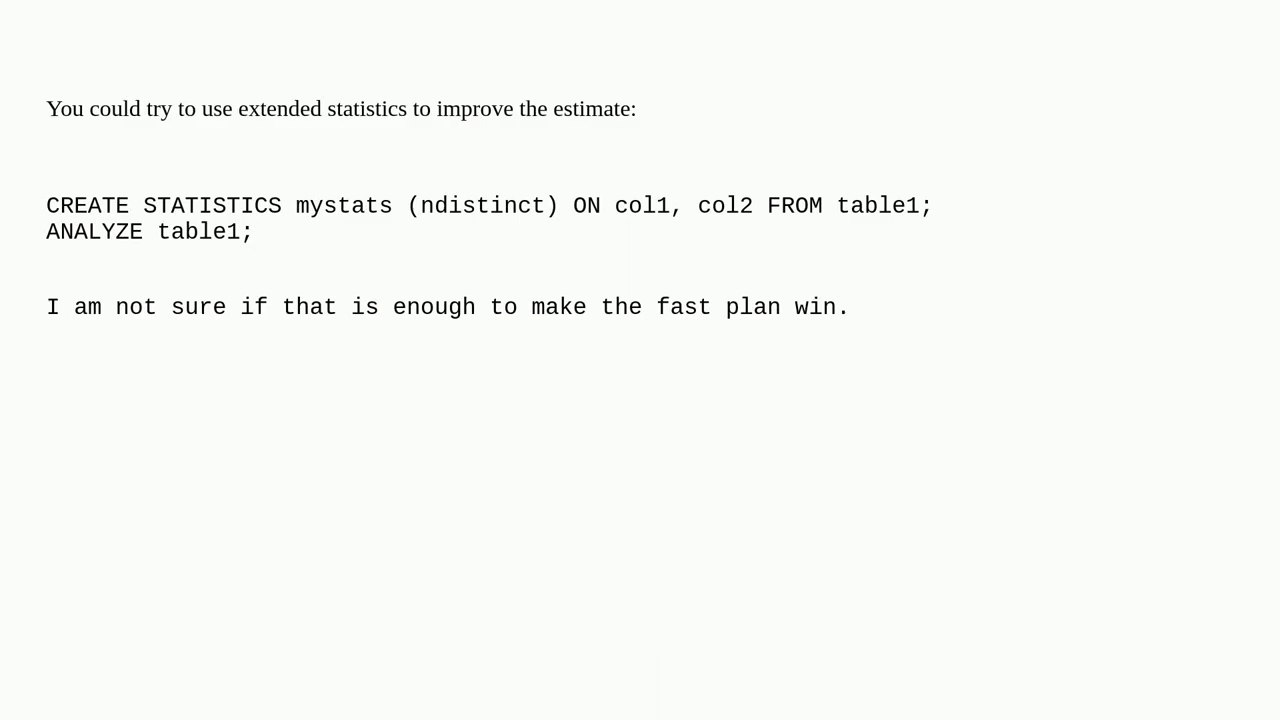 You could try to use extended statistics to improve the estimate:
CREATE STATISTICS mystats (ndistinct) ON col1, col2 FROM table1;
ANALYZE table1;
I am not sure if that is enough to make the fast plan win.